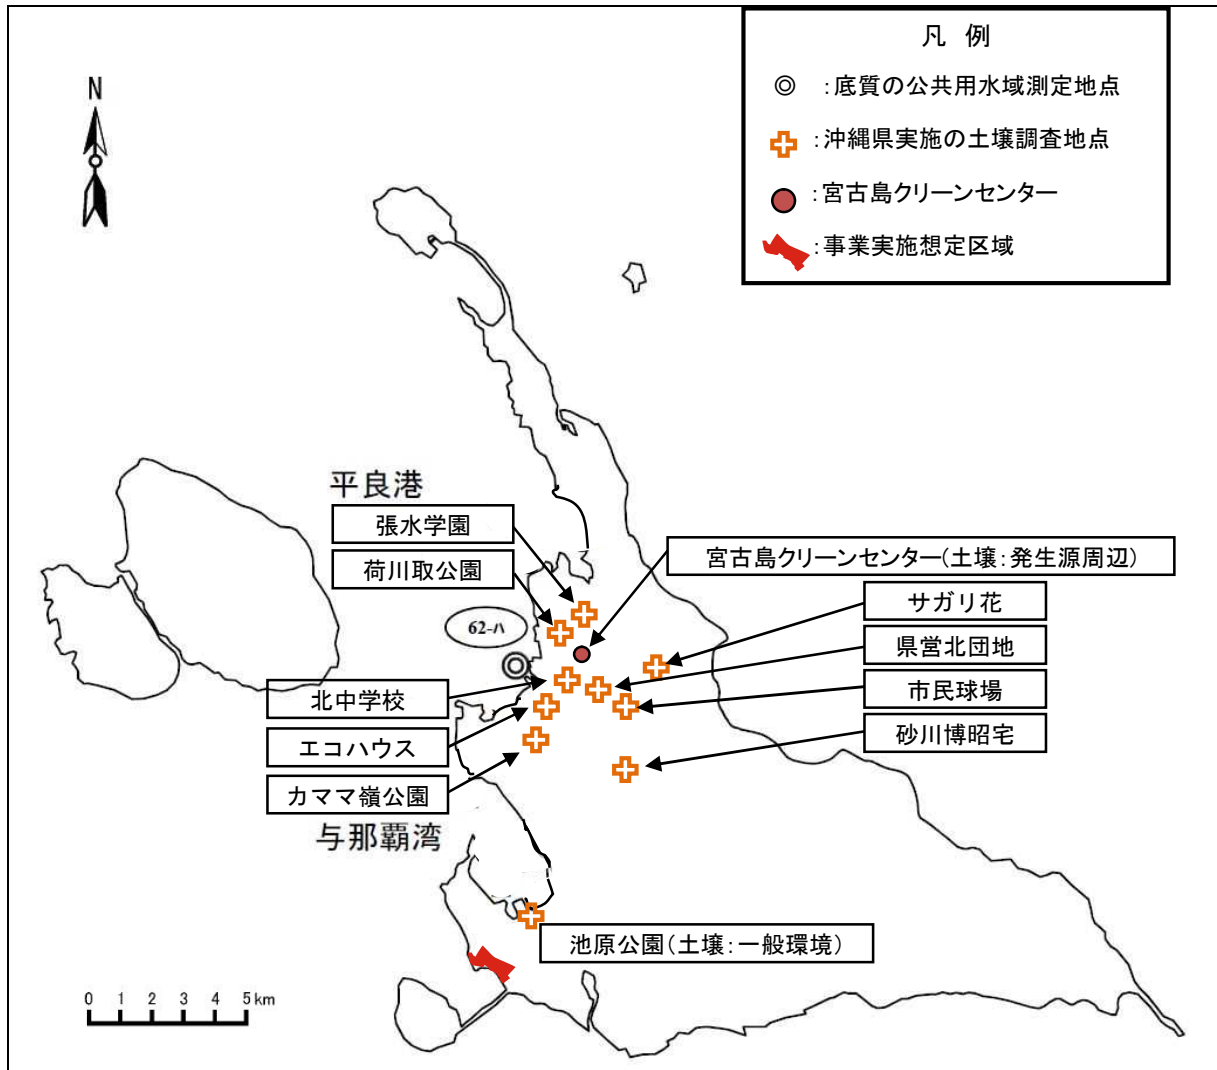 凡 例
◎ :底質の公共用水域測定地点
:沖縄県実施の土壌調査地点
:宮古島クリーンセンター
:事業実施想定区域
N
平良港
張水学園
荷川取公園
62-ハ
宮古島クリーンセンター(土壌:発生源周辺)
サガリ花
県営北団地
市民球場
砂川博昭宅
北中学校
エコハウス
カママ嶺公園
与那覇湾
池原公園(土壌:一般環境)
0 1 2 3 4 5km